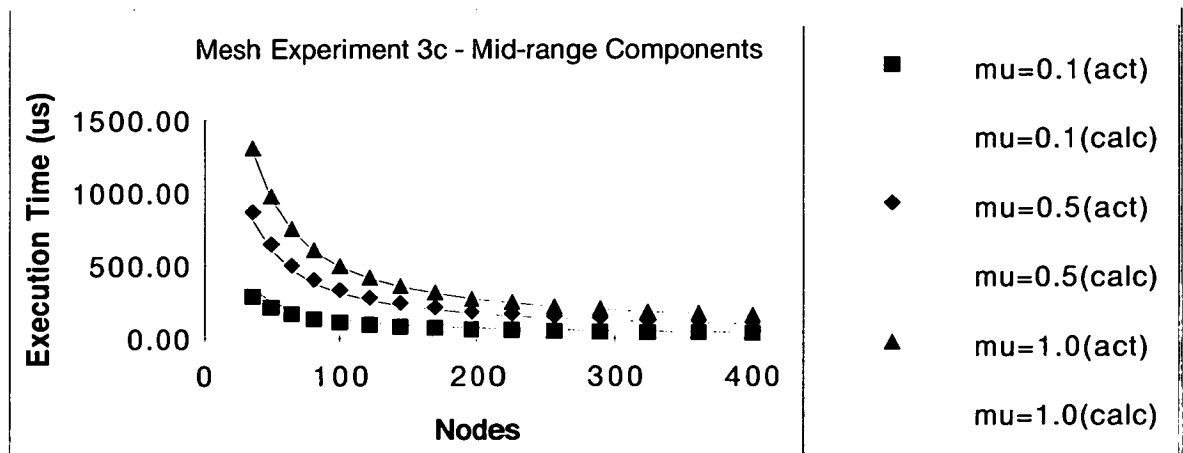 Mesh Experiment 3c - Mid-range Components
Execution Time (us)
1500.00
1000.00
500.00
0.00
0
100
200
300
400
Nodes
mu=0.1(act)
mu=0.1(calc)
mu=0.5(act)
mu=0.5(calc)
mu=1.0(act)
mu=1.0(calc)